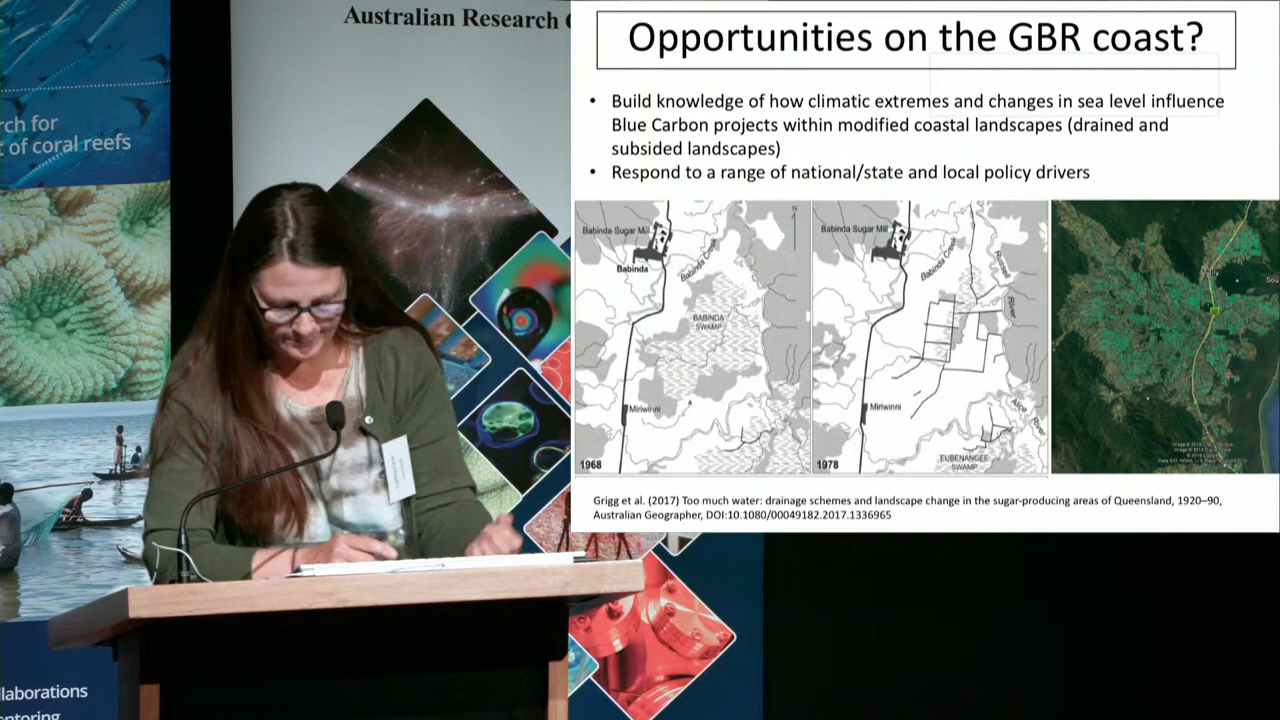 Australian Research
rch for
t of coral reefs
llaborations
entoring
Opportunities on the GBR coast?
• Build knowledge of how climatic extremes and changes in sea level influence
Blue Carbon projects within modified coastal landscapes (drained and
subsided landscapes)
• Respond to a range of national/state and local policy drivers
Babinda Sugar Mill
Babinda
Babinda Creek
BABINDA
SWAMP
Miriwinni
1968
N
Babinda Sugar Mill
Babinda Creek
Russell
River
Miriwinni
Alice
River
EUBENANGEE
SWAMP
1978
Tully
Grigg et al. (2017) Too much water: drainage schemes and landscape change in the sugar-producing areas of Queensland, 1920–90,
Australian Geographer, DOI:10.1080/00049182.2017.1336965